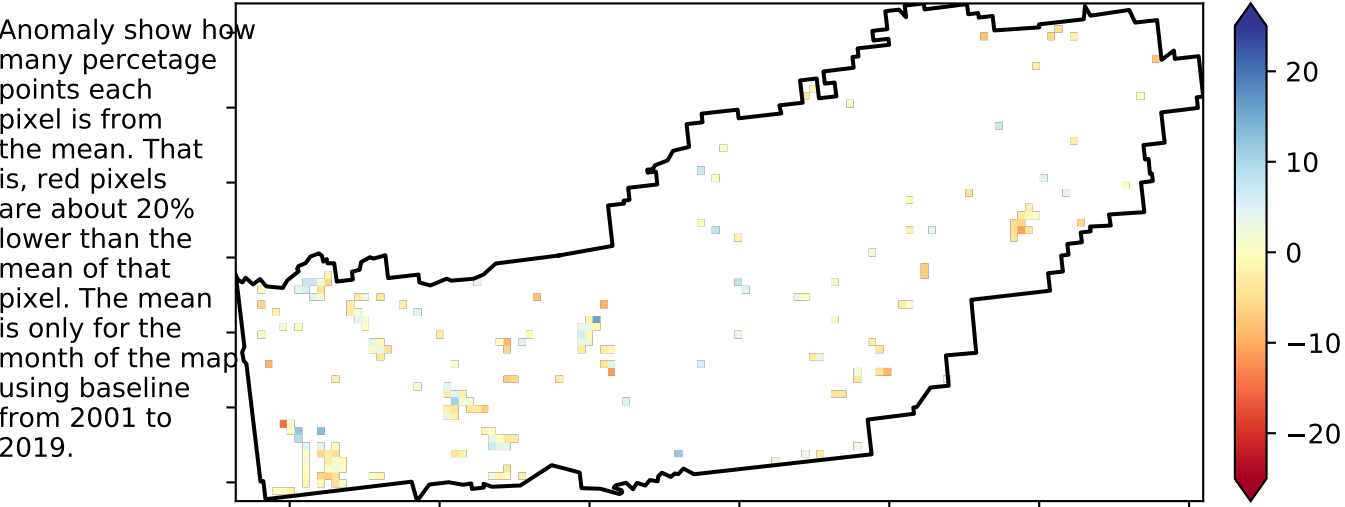 Anomaly show how
many percetage
points each
pixel is from
the mean. That
is, red pixels
are about 20%
lower than the
mean of that
pixel. The mean
is only for the
month of the map
using baseline
from 2001 to
2019.
20
10
0
−10
−20